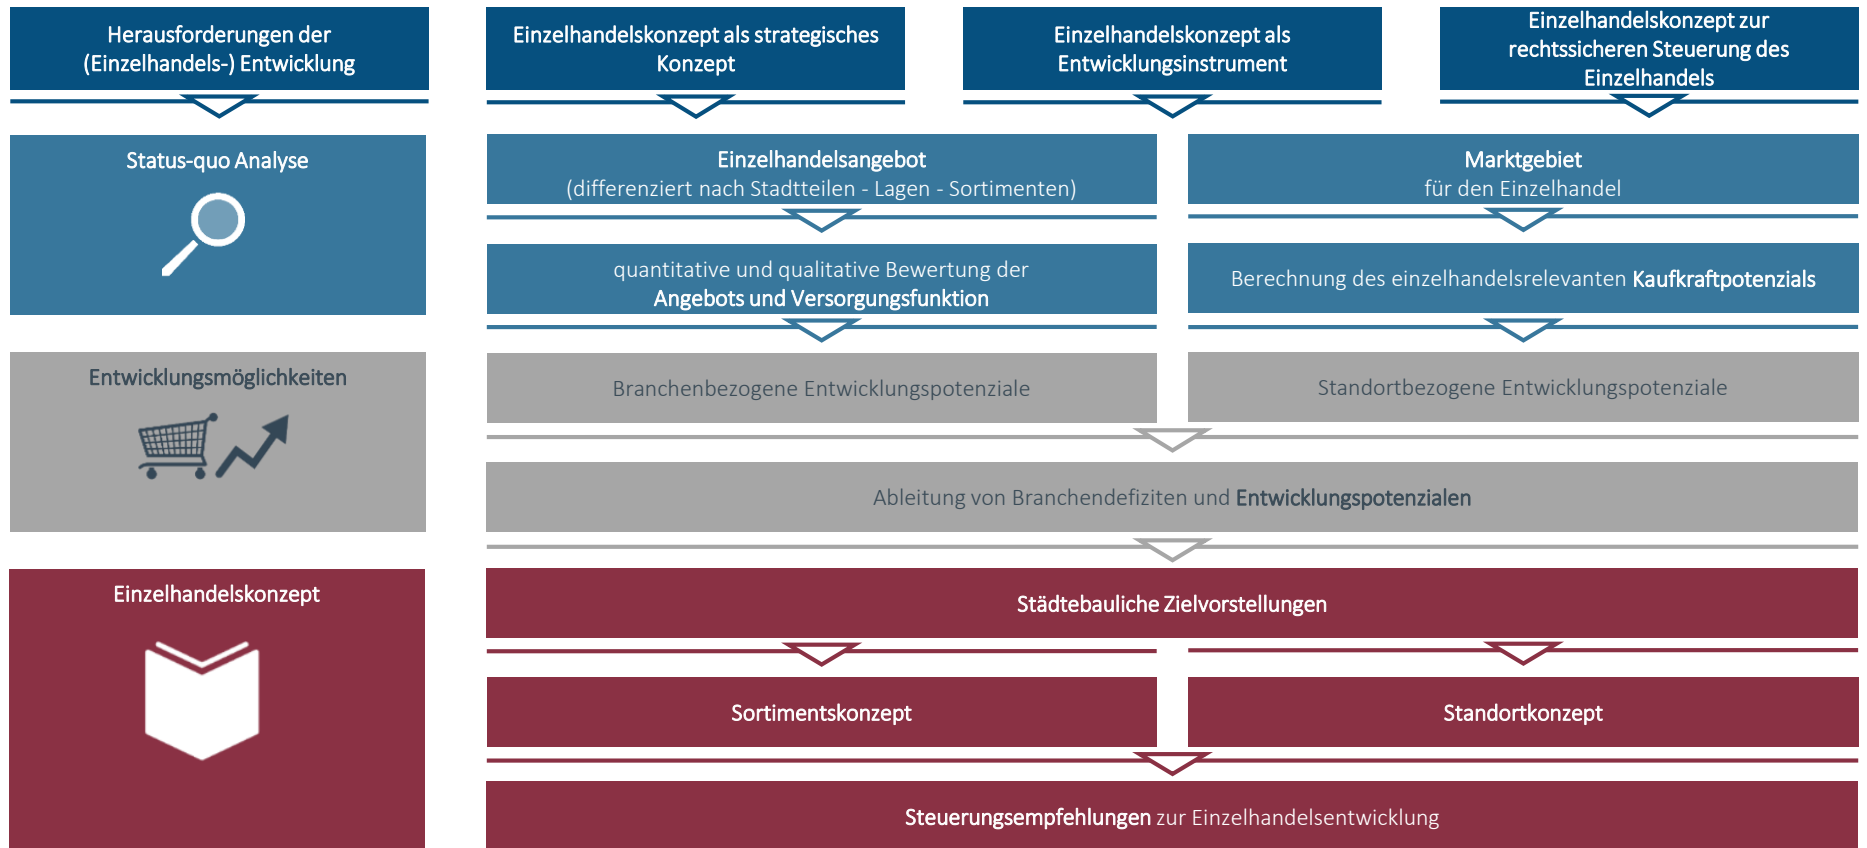 Herausforderungen der
(Einzelhandels-) Entwicklung
Einzelhandelskonzept als strategisches
Konzept
Einzelhandelskonzept als
Entwicklungsinstrument
Einzelhandelskonzept zur
rechtssicheren Steuerung des
Einzelhandels
Status-quo Analyse
Einzelhandelsangebot
(differenziert nach Stadtteilen - Lagen - Sortimenten)
Marktgebiet
für den Einzelhandel
quantitative und qualitative Bewertung der
Angebots und Versorgungsfunktion
Berechnung des einzelhandelsrelevanten Kaufkraftpotenzials
Entwicklungsmöglichkeiten
Branchenbezogene Entwicklungspotenziale
Standortbezogene Entwicklungspotenziale
Ableitung von Branchendefiziten und Entwicklungspotenzialen
Einzelhandelskonzept
Städtebauliche Zielvorstellungen
Sortimentskonzept
Standortkonzept
Steuerungsempfehlungen zur Einzelhandelsentwicklung